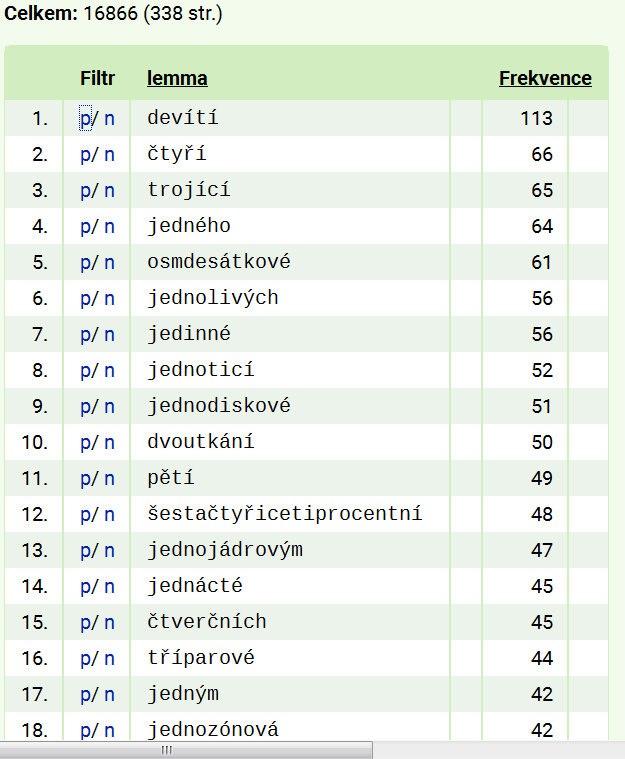 Celkem: 16866 (338 str.)
Filtr lemma Frekvence
1. p/ n devítí 113
2. p/ n čtyří 66
3. p/ n trojící 65
4. p/ n jedného 64
5. p/ n osmdesátkové 61
6. p/ n jednolivých 56
7. p/ n jedinné 56
8. p/ n jednoticí 52
9. p/ n jednodiskové 51
10. p/ n dvoutkání 50
11. p/ n pětí 49
12. p/ n šestačtyřicetiprocentní 48
13. p/ n jednojádrovým 47
14. p/ n jednácté 45
15. p/ n čtverčních 45
16. p/ n tříparové 44
17. p/ n jedným 42
18. p/ n jednozónová 42